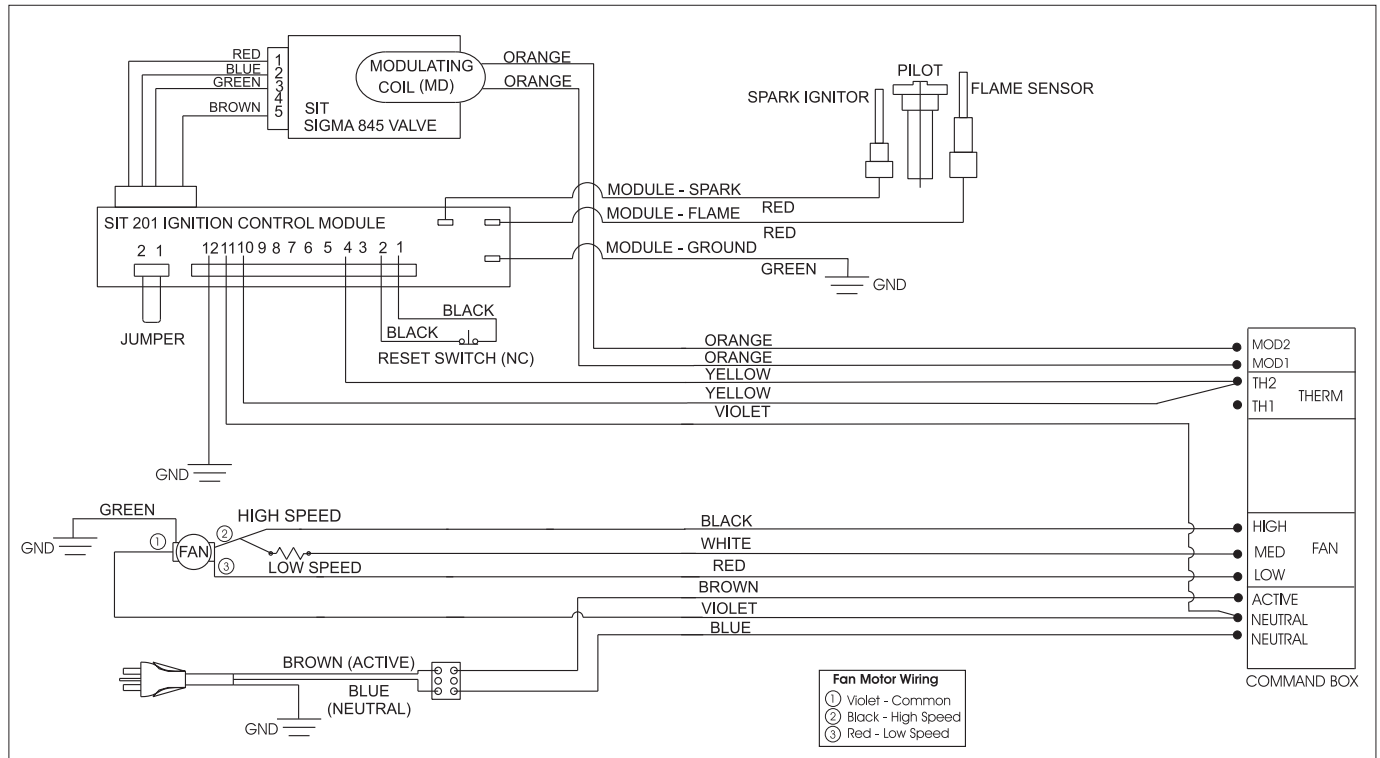 RED
BLUE
GREEN
BROWN
1
2
3
4
5
MODULATING
COIL (MD)
SIT
SIGMA 845 VALVE
ORANGE
ORANGE
SPARK IGNITOR
PILOT
FLAME SENSOR
MODULE - SPARK
RED
MODULE - FLAME
RED
MODULE - GROUND
GREEN
GND
SIT 201 IGNITION CONTROL MODULE
2 1
12 11 10 9 8 7 6 5 4 3 2 1
JUMPER
BLACK
BLACK
RESET SWITCH (NC)
ORANGE
ORANGE
YELLOW
YELLOW
VIOLET
MOD2
MOD1
TH2
THERM
TH1
GND
GREEN
GND
HIGH SPEED
1
2
FAN
3
LOW SPEED
BLACK
WHITE
RED
BROWN
VIOLET
BLUE
HIGH
MED
FAN
LOW
ACTIVE
NEUTRAL
NEUTRAL
COMMAND BOX
BROWN (ACTIVE)
BLUE
(NEUTRAL)
GND
Fan Motor Wiring
1 Violet - Common
2 Black - High Speed
3 Red - Low Speed